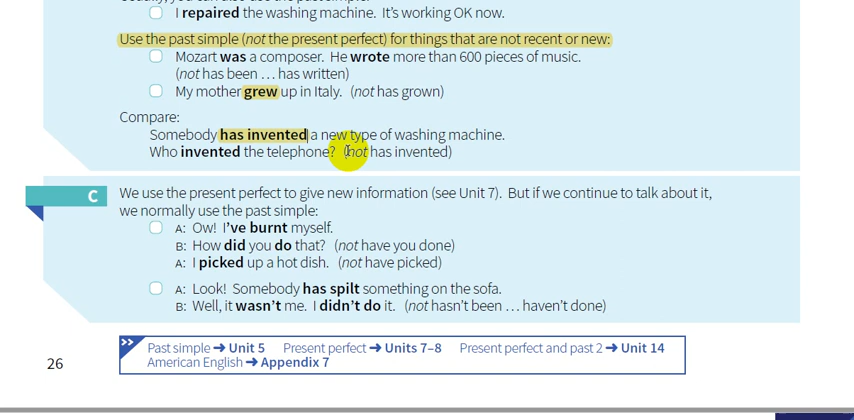 I repaired the washing machine. It's working OK now.
Use the past simple (not the present perfect) for things that are not recent or new:
Mozart was a composer. He wrote more than 600 pieces of music.
(not has been … has written)
My mother grew up in Italy. (not has grown)
Compare:
Somebody has invented a new type of washing machine.
Who invented the telephone? (not has invented)
C
We use the present perfect to give new information (see Unit 7). But if we continue to talk about it,
we normally use the past simple:
A: Ow! I've burnt myself.
B: How did you do that? (not have you done)
A: I picked up a hot dish. (not have picked)
A: Look! Somebody has spilt something on the sofa.
B: Well, it wasn't me. I didn't do it. (not hasn't been … haven't done)
Past simple ➜ Unit 5 Present perfect ➜ Units 7–8 Present perfect and past 2 ➜ Unit 14
American English ➜ Appendix 7
26